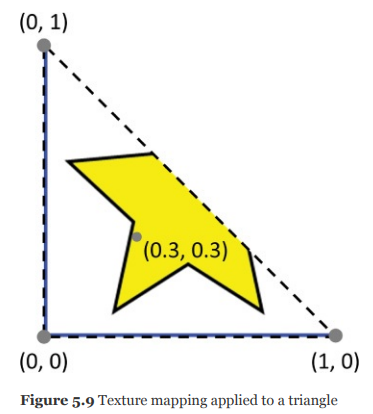 (0, 1)
(0.3, 0.3)
(0, 0)
(1, 0)
Figure 5.9 Texture mapping applied to a triangle